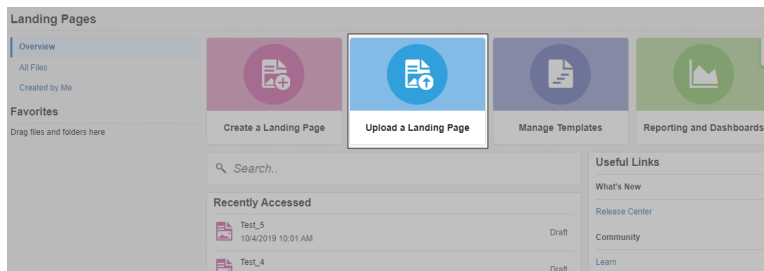 Landing Pages
Overview
All Files
Created by Me
Favorites
Drag files and folders here
Create a Landing Page
Upload a Landing Page
Manage Templates
Reporting and Dashboards
Search..
Recently Accessed
Test_5
10/4/2019 10:01 AM
Draft
Test_4
Draft
Useful Links
What's New
Release Center
Community
Learn